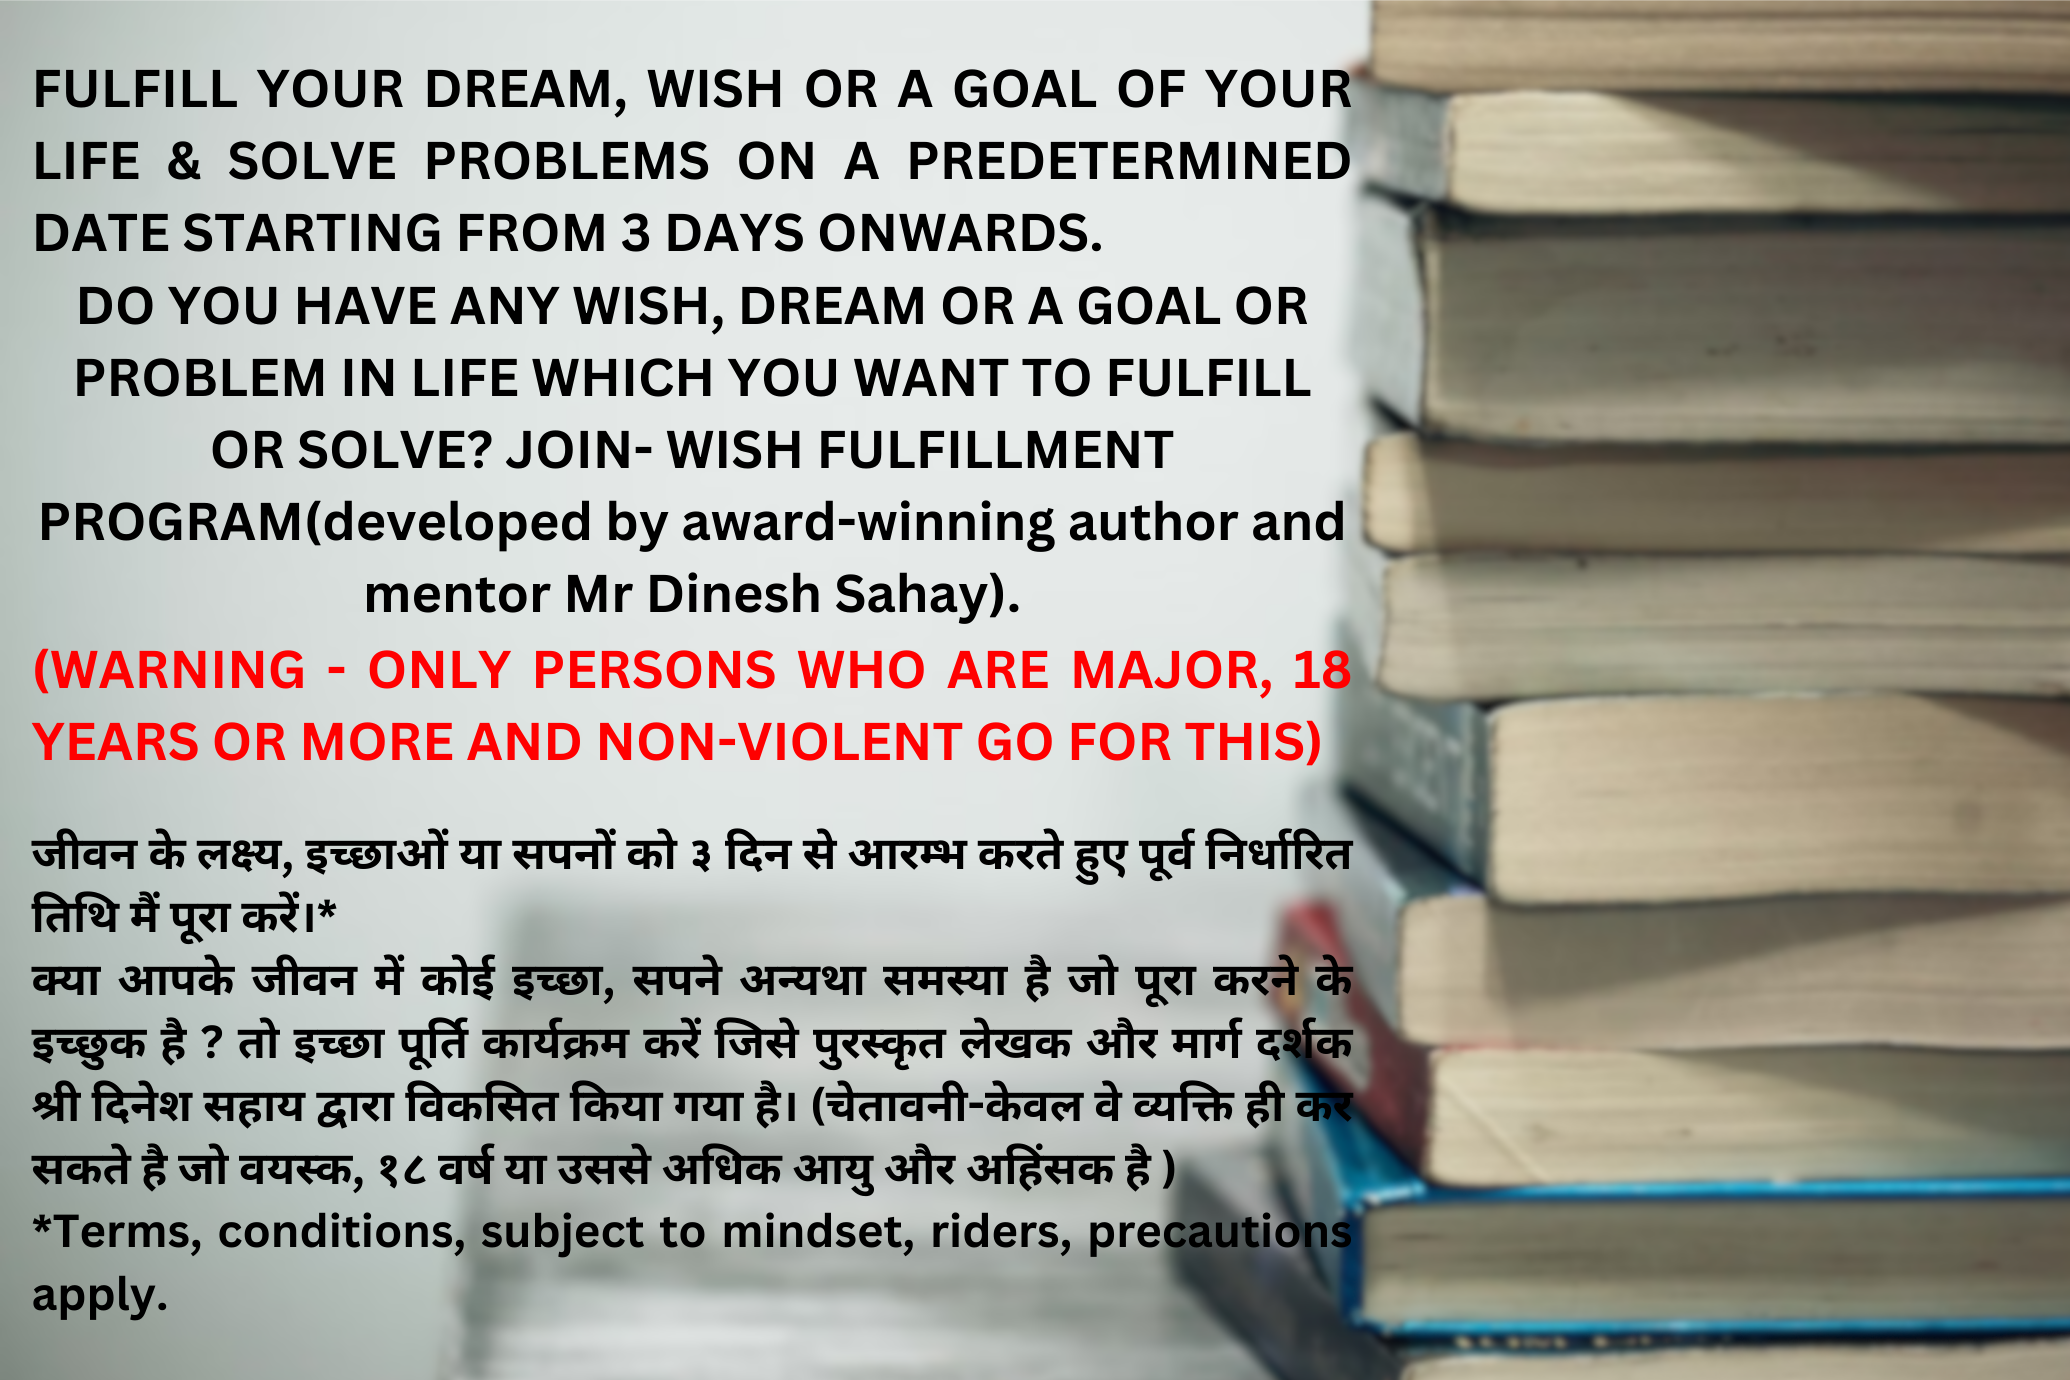 FULFILL YOUR DREAM, WISH OR A GOAL OF YOUR
LIFE & SOLVE PROBLEMS ON A PREDETERMINED
DATE STARTING FROM 3 DAYS ONWARDS.
DO YOU HAVE ANY WISH, DREAM OR A GOAL OR
PROBLEM IN LIFE WHICH YOU WANT TO FULFILL
OR SOLVE? JOIN- WISH FULFILLMENT
PROGRAM(developed by award-winning author and
mentor Mr Dinesh Sahay).
(WARNING - ONLY PERSONS WHO ARE MAJOR, 18
YEARS OR MORE AND NON-VIOLENT GO FOR THIS)
जीवन के लक्ष्य, इच्छाओं या सपनों को ३ दिन से आरम्भ करते हुए पूर्व निर्धारित
तिथि मैं पूरा करें।*
क्या आपके जीवन में कोई इच्छा, सपने अन्यथा समस्या है जो पूरा करने के
इच्छुक है ? तो इच्छा पूर्ति कार्यक्रम करें जिसे पुरस्कृत लेखक और मार्ग दर्शक
श्री दिनेश सहाय द्वारा विकसित किया गया है। (चेतावनी-केवल वे व्यक्ति ही कर
सकते है जो वयस्क, १८ वर्ष या उससे अधिक आयु और अहिंसक है )
*Terms, conditions, subject to mindset, riders, precautions
apply.